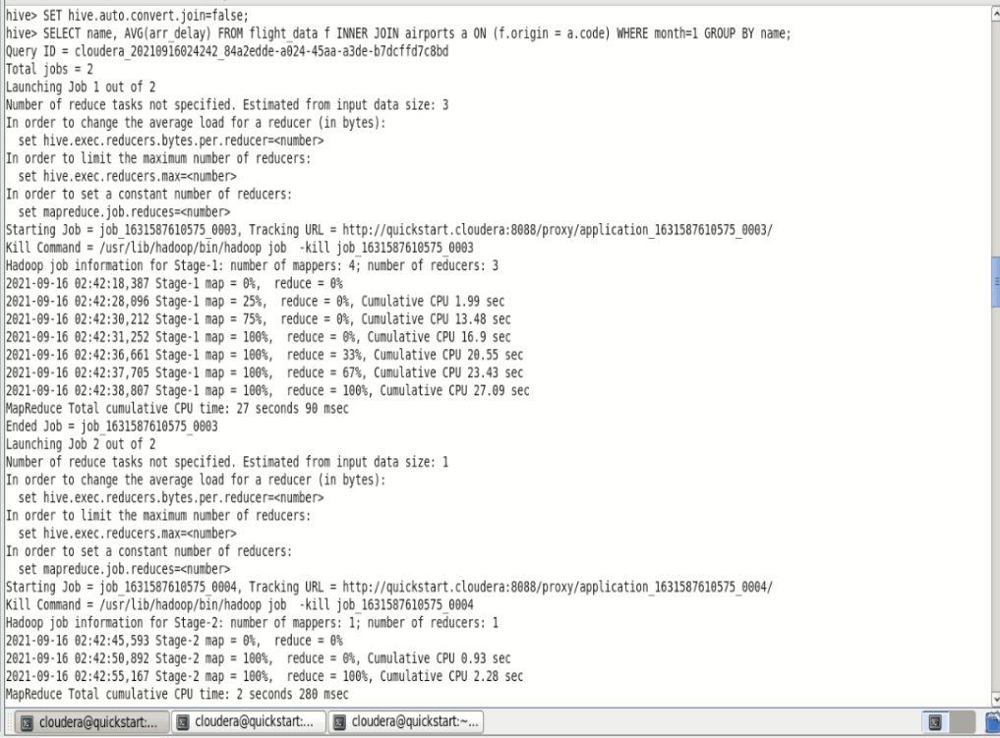 hive> SET hive.auto.convert.join=false;
hive> SELECT name, AVG(arr_delay) FROM flight_data f INNER JOIN airports a ON (f.origin = a.code) WHERE month=1 GROUP BY name;
Query ID = cloudera_20210916024242_84a2edde-a024-45aa-a3de-b7dcffd7c8bd
Total jobs = 2
Launching Job 1 out of 2
Number of reduce tasks not specified. Estimated from input data size: 3
In order to change the average load for a reducer (in bytes):
  set hive.exec.reducers.bytes.per.reducer=<number>
In order to limit the maximum number of reducers:
  set hive.exec.reducers.max=<number>
In order to set a constant number of reducers:
  set mapreduce.job.reduces=<number>
Starting Job = job_1631587610575_0003, Tracking URL = http://quickstart.cloudera:8088/proxy/application_1631587610575_0003/
Kill Command = /usr/lib/hadoop/bin/hadoop job  -kill job_1631587610575_0003
Hadoop job information for Stage-1: number of mappers: 4; number of reducers: 3
2021-09-16 02:42:18,387 Stage-1 map = 0%,  reduce = 0%
2021-09-16 02:42:28,096 Stage-1 map = 25%,  reduce = 0%, Cumulative CPU 1.99 sec
2021-09-16 02:42:30,212 Stage-1 map = 75%,  reduce = 0%, Cumulative CPU 13.48 sec
2021-09-16 02:42:31,252 Stage-1 map = 100%,  reduce = 0%, Cumulative CPU 16.9 sec
2021-09-16 02:42:36,661 Stage-1 map = 100%,  reduce = 33%, Cumulative CPU 20.55 sec
2021-09-16 02:42:37,705 Stage-1 map = 100%,  reduce = 67%, Cumulative CPU 23.43 sec
2021-09-16 02:42:38,807 Stage-1 map = 100%,  reduce = 100%, Cumulative CPU 27.09 sec
MapReduce Total cumulative CPU time: 27 seconds 90 msec
Ended Job = job_1631587610575_0003
Launching Job 2 out of 2
Number of reduce tasks not specified. Estimated from input data size: 1
In order to change the average load for a reducer (in bytes):
  set hive.exec.reducers.bytes.per.reducer=<number>
In order to limit the maximum number of reducers:
  set hive.exec.reducers.max=<number>
In order to set a constant number of reducers:
  set mapreduce.job.reduces=<number>
Starting Job = job_1631587610575_0004, Tracking URL = http://quickstart.cloudera:8088/proxy/application_1631587610575_0004/
Kill Command = /usr/lib/hadoop/bin/hadoop job  -kill job_1631587610575_0004
Hadoop job information for Stage-2: number of mappers: 1; number of reducers: 1
2021-09-16 02:42:45,593 Stage-2 map = 0%,  reduce = 0%
2021-09-16 02:42:50,892 Stage-2 map = 100%,  reduce = 0%, Cumulative CPU 0.93 sec
2021-09-16 02:42:55,167 Stage-2 map = 100%,  reduce = 100%, Cumulative CPU 2.28 sec
MapReduce Total cumulative CPU time: 2 seconds 280 msec
cloudera@quickstart:... cloudera@quickstart:... cloudera@quickstart:~...